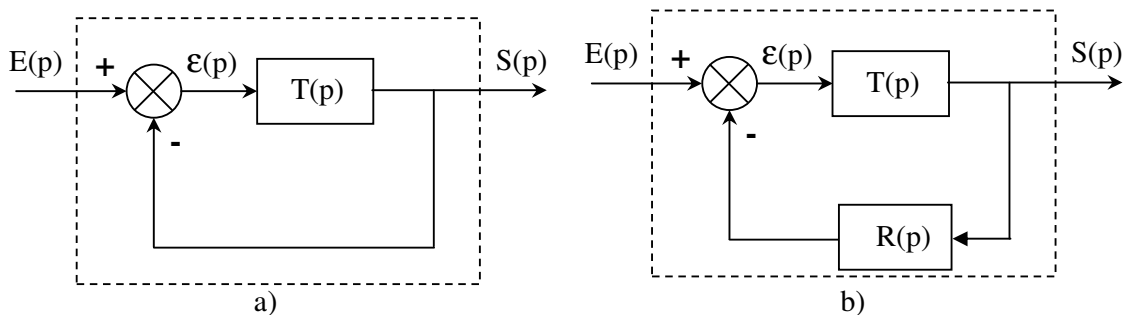 E(p)
+
ε(p)
T(p)
S(p)
-
a)
E(p)
+
ε(p)
T(p)
S(p)
-
R(p)
b)